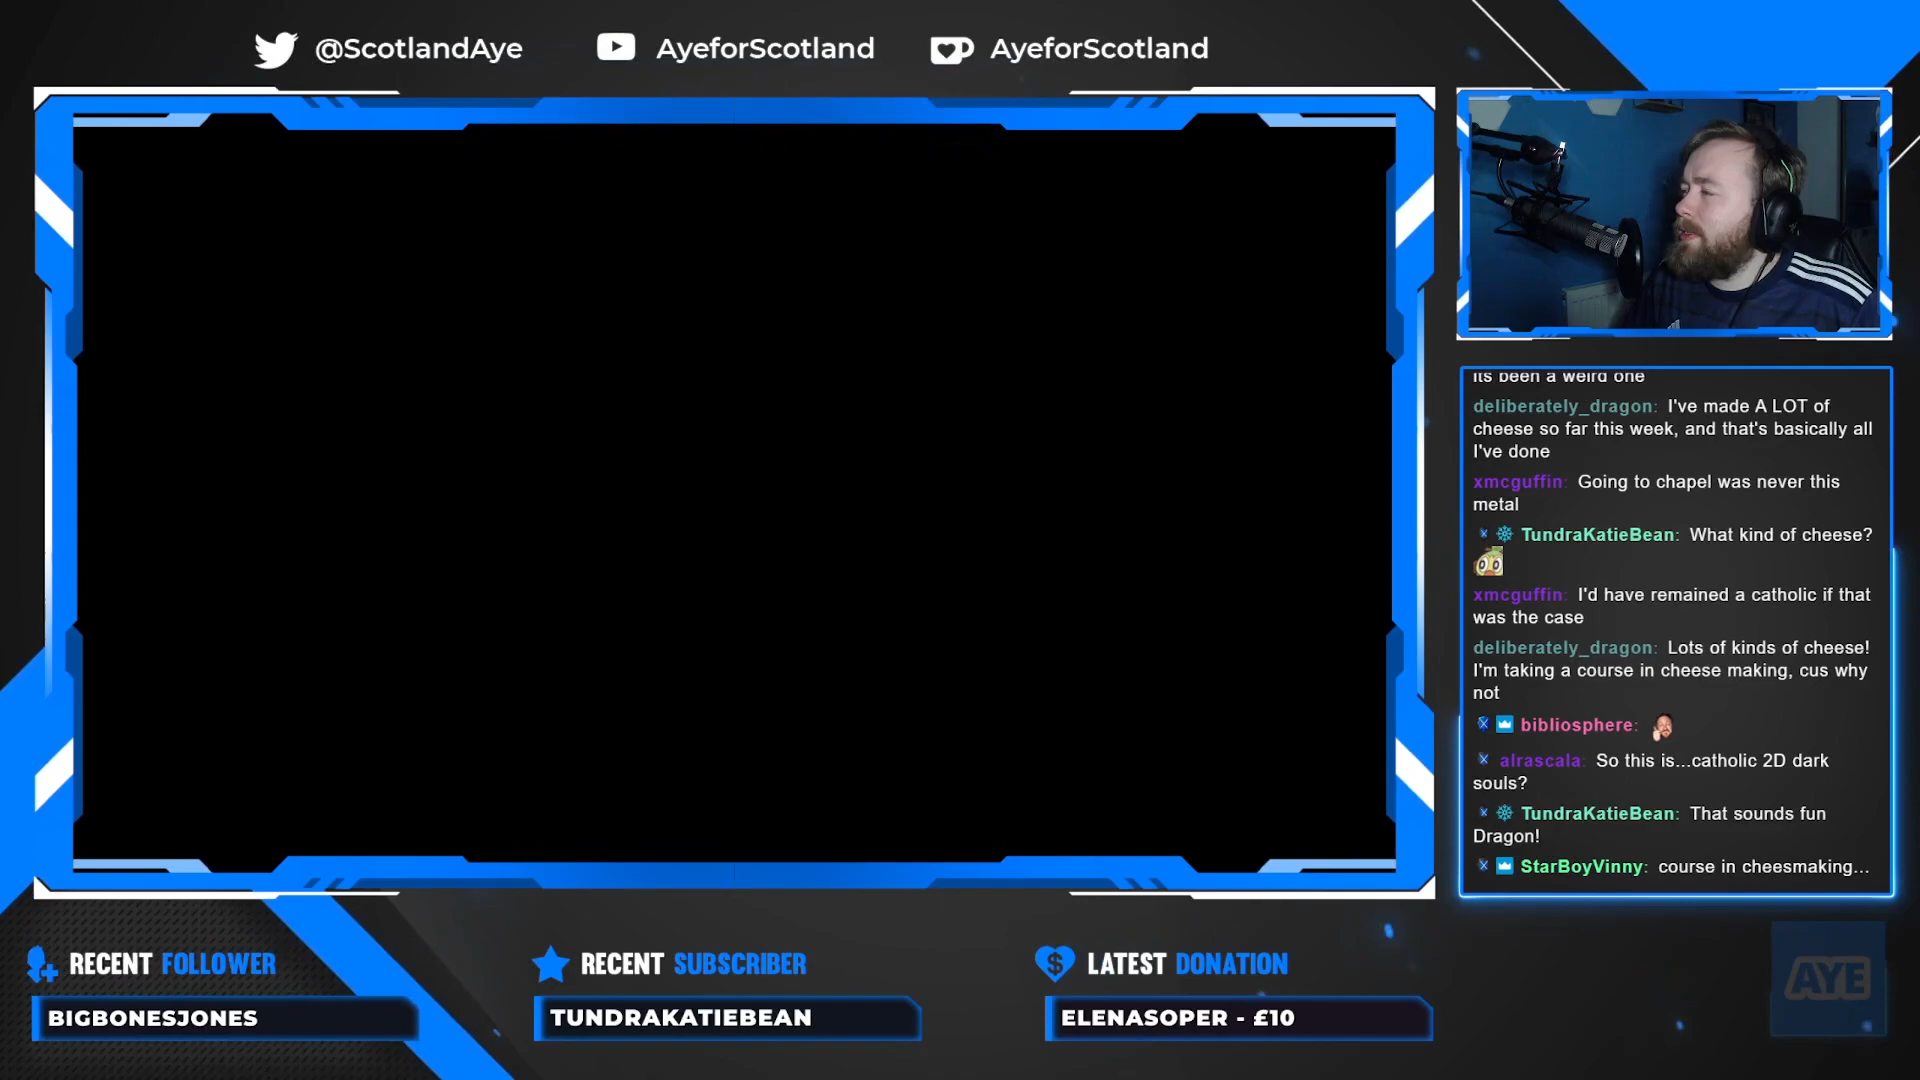 @ScotlandAye
AyeforScotland
AyeforScotland
its been a weird one
deliberately_dragon: I've made A LOT of
cheese so far this week, and that's basically all
I've done
xmcguffin: Going to chapel was never this
metal
TundraKatieBean: What kind of cheese?
xmcguffin: I'd have remained a catholic if that
was the case
deliberately_dragon: Lots of kinds of cheese!
I'm taking a course in cheese making, cus why
not
bibliosphere:
alrascala: So this is...catholic 2D dark
souls?
TundraKatieBean: That sounds fun
Dragon!
StarBoyVinny: course in cheesmaking...
RECENT FOLLOWER
BIGBONESJONES
RECENT SUBSCRIBER
TUNDRAKATIEBEAN
LATEST DONATION
ELENASOPER - £10
AYE